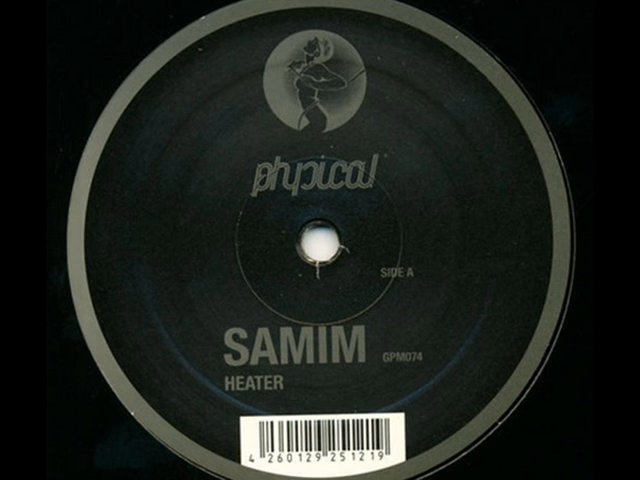 physical
SIDE A
SAMIM GPM074
HEATER
4 260129 251219